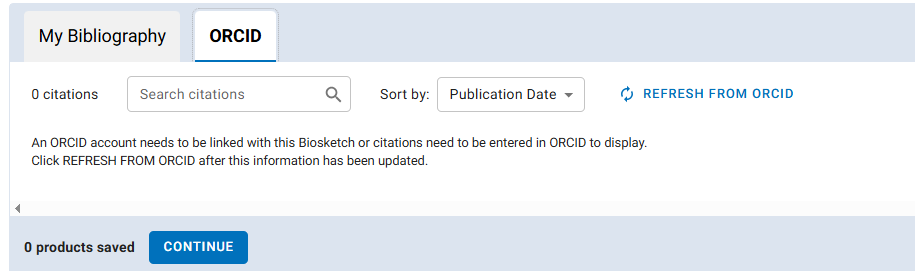 My Bibliography ORCID
0 citations Search citations Sort by: Publication Date REFRESH FROM ORCID
An ORCID account needs to be linked with this Biosketch or citations need to be entered in ORCID to display.
Click REFRESH FROM ORCID after this information has been updated.
0 products saved CONTINUE